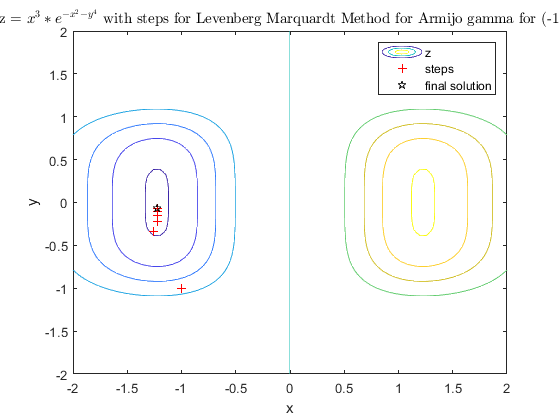 z = x³ * e^{-x²-y⁴} with steps for Levenberg Marquardt Method for Armijo gamma for (-1
2
1.5
1
0.5
0
-0.5
-1
-1.5
-2
y
z
steps
final solution
-2 -1.5 -1 -0.5 0 0.5 1 1.5 2
x